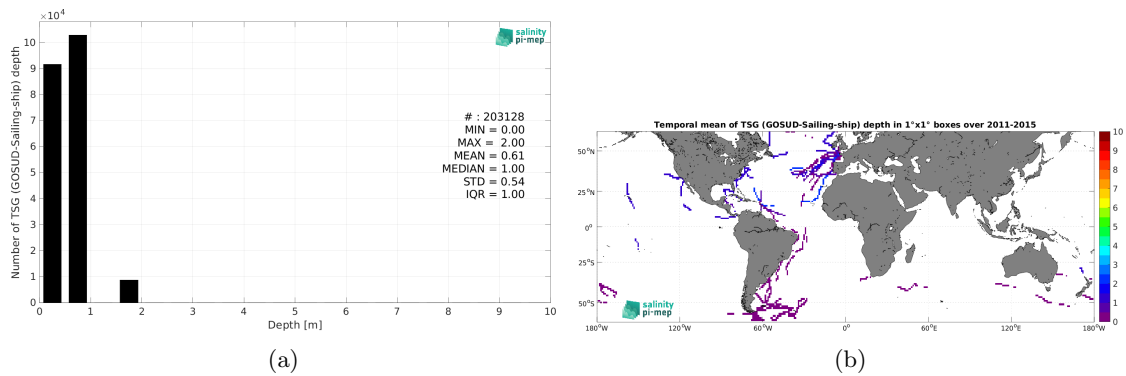 ×10⁴
10
9
8
7
6
5
4
3
2
1
0
Number of TSG (GOSUD-Sailing-ship) depth
salinity
pi-mep
# : 203128
MIN = 0.00
MAX = 2.00
MEAN = 0.61
MEDIAN = 1.00
STD = 0.54
IQR = 1.00
0 1 2 3 4 5 6 7 8 9 10
Depth [m]
(a)
Temporal mean of TSG (GOSUD-Sailing-ship) depth in 1°x1° boxes over 2011-2015
50°N
25°N
0°
25°S
50°S
salinity
pi-mep
180°W 120°W 60°W 0° 60°E 120°E 180°W
10
9
8
7
6
5
4
3
2
1
0
(b)